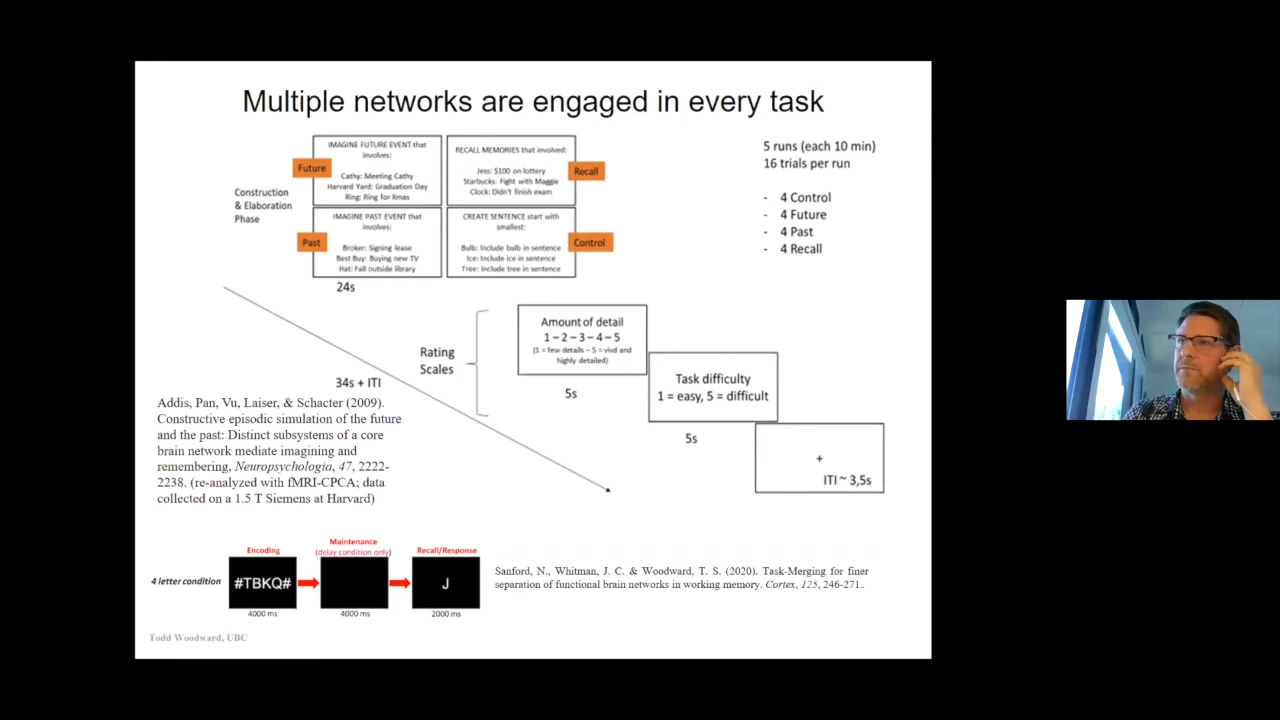 Multiple networks are engaged in every task
IMAGINE FUTURE EVENT that
involves:
Cathy: Meeting Cathy
Harvard Yard: Graduation Day
Ring: Ring for Xmas
Future
RECALL MEMORIES that involved:
Jess: $100 on lottery
Starbucks: Fight with Maggie
Clock: Didn't finish exam
Recall
Construction
& Elaboration
Phase
IMAGINE PAST EVENT that
involves:
Broker: Signing lease
Best Buy: Buying new TV
Hat: Fall outside library
Past
CREATE SENTENCE start with
smallest:
Bulb: Include bulb in sentence
Ice: Include ice in sentence
Tree: Include tree in sentence
Control
5 runs (each 10 min)
16 trials per run
- 4 Control
- 4 Future
- 4 Past
- 4 Recall
24s
Rating
Scales
Amount of detail
1 – 2 – 3 – 4 – 5
(1 = few details – 5 = vivd and
highly detailed)
5s
Task difficulty
1 = easy, 5 = difficult
5s
+
ITI ~ 3,5s
34s + ITI
Addis, Pan, Vu, Laiser, & Schacter (2009).
Constructive episodic simulation of the future
and the past: Distinct subsystems of a core
brain network mediate imagining and
remembering, Neuropsychologia, 47, 2222-
2238. (re-analyzed with fMRI-CPCA; data
collected on a 1.5 T Siemens at Harvard)
Encoding
Maintenance
(delay condition only)
Recall/Response
4 letter condition
#TBKQ#
J
4000 ms
4000 ms
2000 ms
Sanford, N., Whitman, J. C. & Woodward, T. S. (2020). Task-Merging for finer
separation of functional brain networks in working memory. Cortex, 125, 246-271..
Todd Woodward, UBC